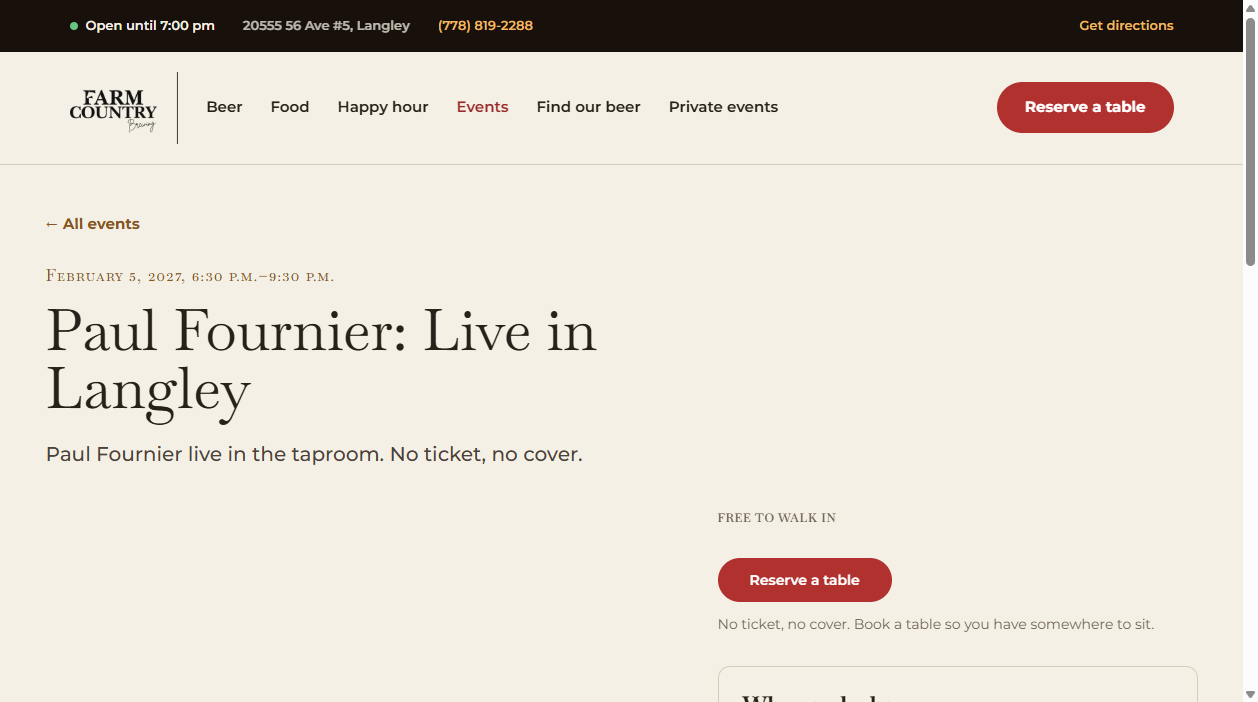 Open until 7:00 pm
20555 56 Ave #5, Langley
(778) 819-2288
Get directions
FARM
COUNTRY
Brewing
Beer
Food
Happy hour
Events
Find our beer
Private events
Reserve a table
← All events
February 5, 2027, 6:30 p.m.–9:30 p.m.
Paul Fournier: Live in
Langley
Paul Fournier live in the taproom. No ticket, no cover.
FREE TO WALK IN
Reserve a table
No ticket, no cover. Book a table so you have somewhere to sit.